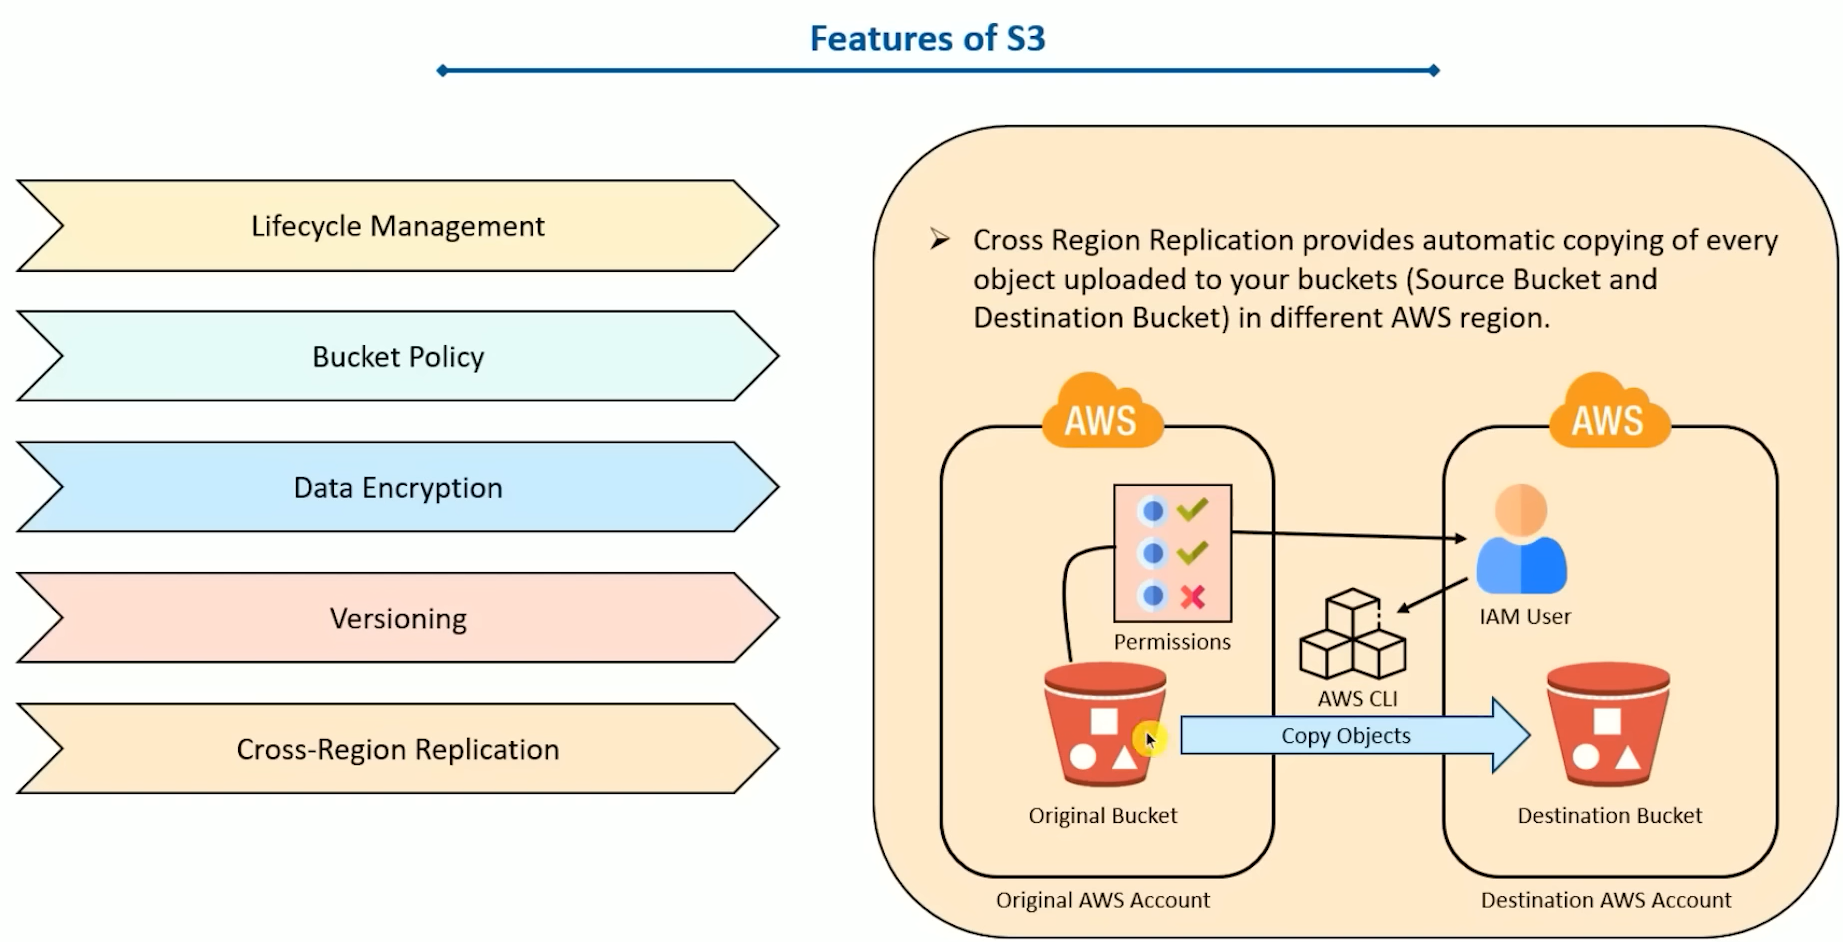 Features of S3
Lifecycle Management
Bucket Policy
Data Encryption
Versioning
Cross-Region Replication
➢ Cross Region Replication provides automatic copying of every
object uploaded to your buckets (Source Bucket and
Destination Bucket) in different AWS region.
AWS
AWS
Permissions
IAM User
AWS CLI
Copy Objects
Original Bucket
Destination Bucket
Original AWS Account
Destination AWS Account